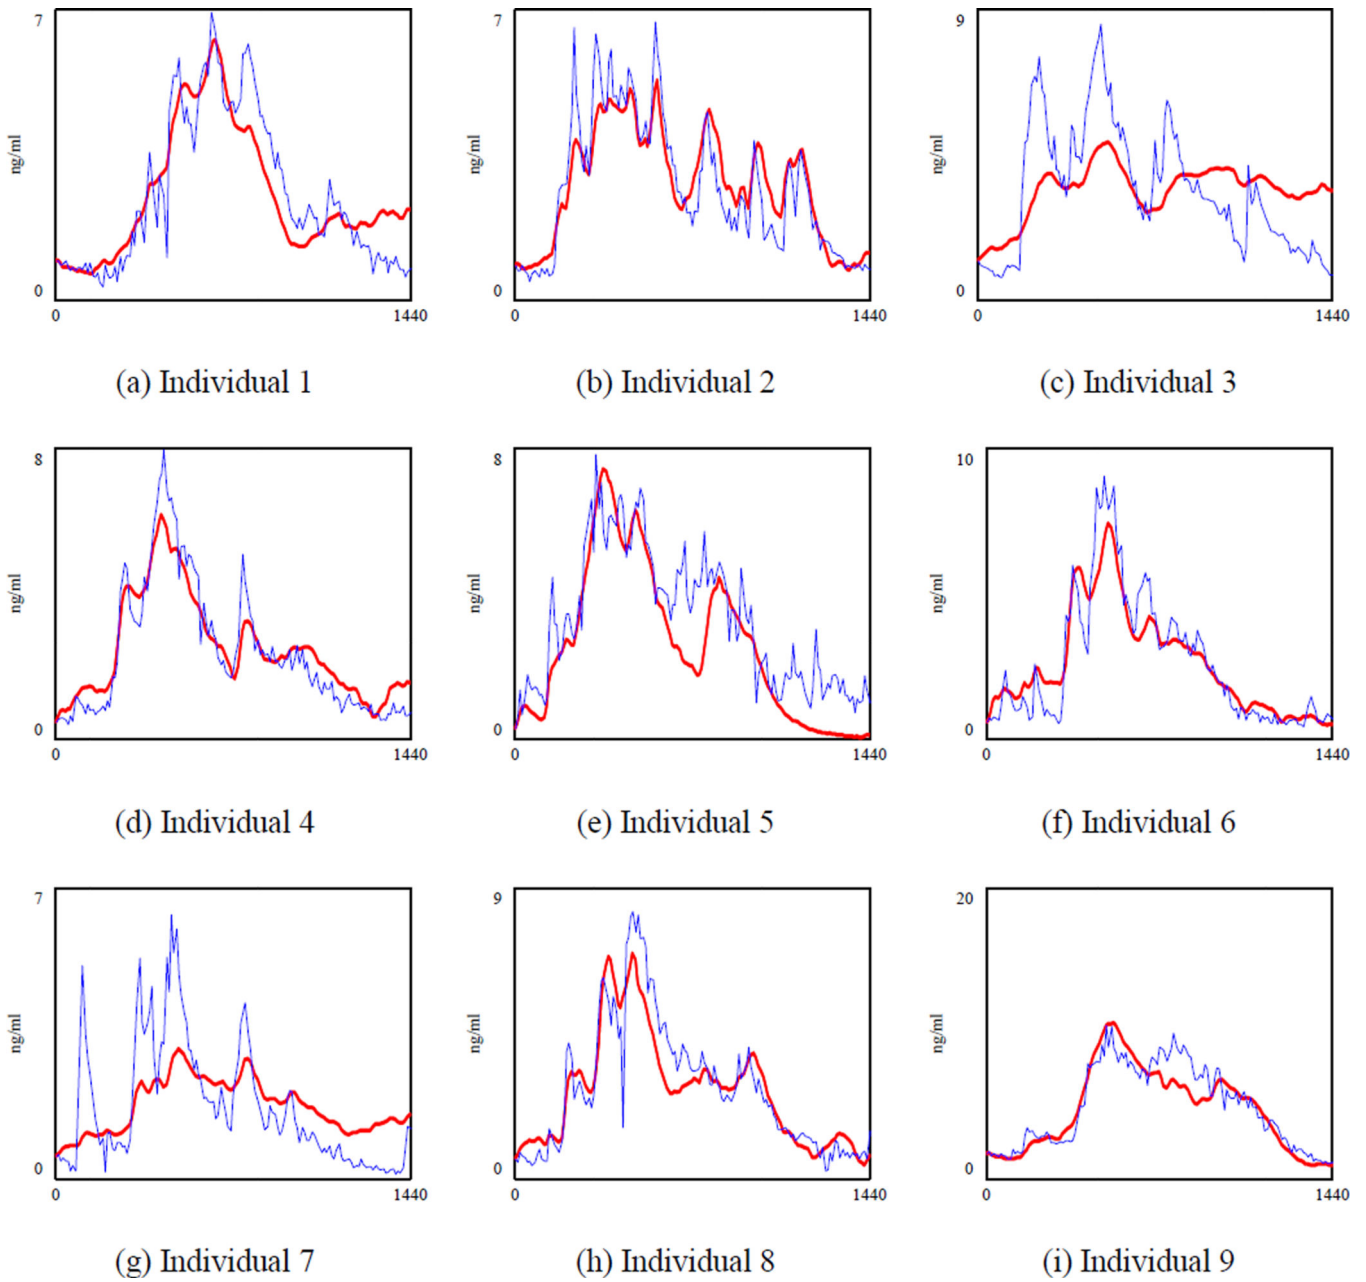 7 7 9
ng/ml ng/ml ng/ml
0 0 0
0 1440 0 1440 0 1440
(a) Individual 1 (b) Individual 2 (c) Individual 3
8 8 10
ng/ml ng/ml ng/ml
0 0 0
0 1440 0 1440 0 1440
(d) Individual 4 (e) Individual 5 (f) Individual 6
7 9 20
ng/ml ng/ml ng/ml
0 0 0
0 1440 0 1440 0 1440
(g) Individual 7 (h) Individual 8 (i) Individual 9